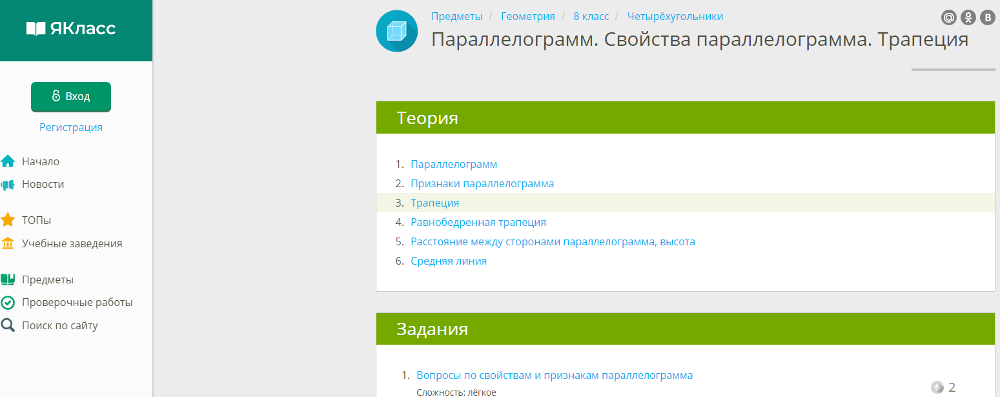 ЯКласс
Вход
Регистрация
Начало
Новости
ТОПы
Учебные заведения
Предметы
Проверочные работы
Поиск по сайту
Предметы / Геометрия / 8 класс / Четырёхугольники
Параллелограмм. Свойства параллелограмма. Трапеция
Теория
1. Параллелограмм
2. Признаки параллелограмма
3. Трапеция
4. Равнобедренная трапеция
5. Расстояние между сторонами параллелограмма, высота
6. Средняя линия
Задания
1. Вопросы по свойствам и признакам параллелограмма
Сложность: лёгкое
2